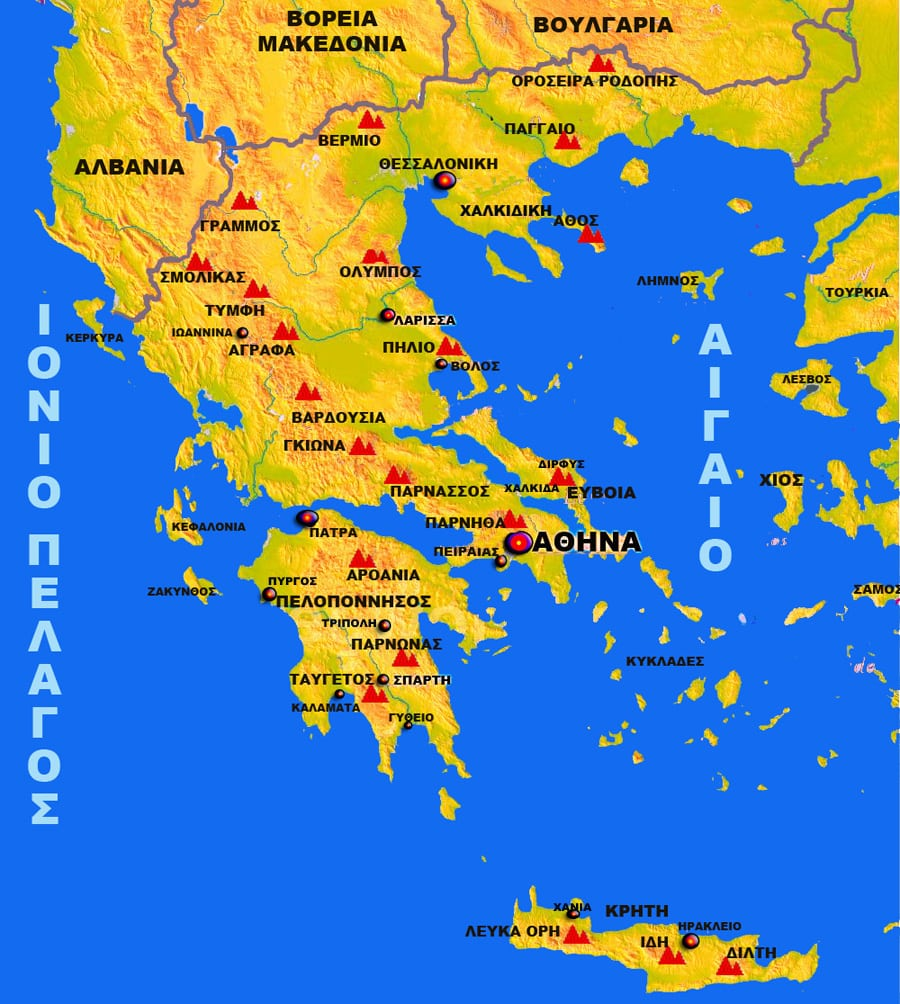 ΒΟΡΕΙΑ
ΜΑΚΕΔΟΝΙΑ
ΒΟΥΛΓΑΡΙΑ
ΟΡΟΣΕΙΡΑ ΡΟΔΟΠΗΣ
ΠΑΓΓΑΙΟ
ΒΕΡΜΙΟ
ΑΛΒΑΝΙΑ
ΘΕΣΣΑΛΟΝΙΚΗ
ΧΑΛΚΙΔΙΚΗ
ΑΘΟΣ
ΓΡΑΜΜΟΣ
ΣΜΟΛΙΚΑΣ
ΟΛΥΜΠΟΣ
ΛΗΜΝΟΣ
ΤΟΥΡΚΙΑ
ΤΥΜΦΗ
ΛΑΡΙΣΣΑ
ΙΩΑΝΝΙΝΑ
ΚΕΡΚΥΡΑ
ΑΓΡΑΦΑ
ΠΗΛΙΟ
ΒΟΛΟΣ
ΛΕΣΒΟΣ
ΙΟΝΙΟ ΠΕΛΑΓΟΣ
ΑΙΓΑΙΟ
ΒΑΡΔΟΥΣΙΑ
ΓΚΙΩΝΑ
ΔΙΡΦΥΣ
ΧΑΛΚΙΔΑ
ΕΥΒΟΙΑ
ΧΙΟΣ
ΠΑΡΝΑΣΣΟΣ
ΚΕΦΑΛΟΝΙΑ
ΠΑΤΡΑ
ΠΑΡΝΗΘΑ
ΑΘΗΝΑ
ΠΕΙΡΑΙΑΣ
ΑΡΟΑΝΙΑ
ΠΥΡΓΟΣ
ΖΑΚΥΝΘΟΣ
ΣΑΜΟΣ
ΠΕΛΟΠΟΝΝΗΣΟΣ
ΤΡΙΠΟΛΗ
ΠΑΡΝΩΝΑΣ
ΚΥΚΛΑΔΕΣ
ΤΑΥΓΕΤΟΣ
ΣΠΑΡΤΗ
ΚΑΛΑΜΑΤΑ
ΓΥΘΕΙΟ
ΧΑΝΙΑ
ΚΡΗΤΗ
ΛΕΥΚΑ ΟΡΗ
ΗΡΑΚΛΕΙΟ
ΙΔΗ
ΔΙΛΤΗ